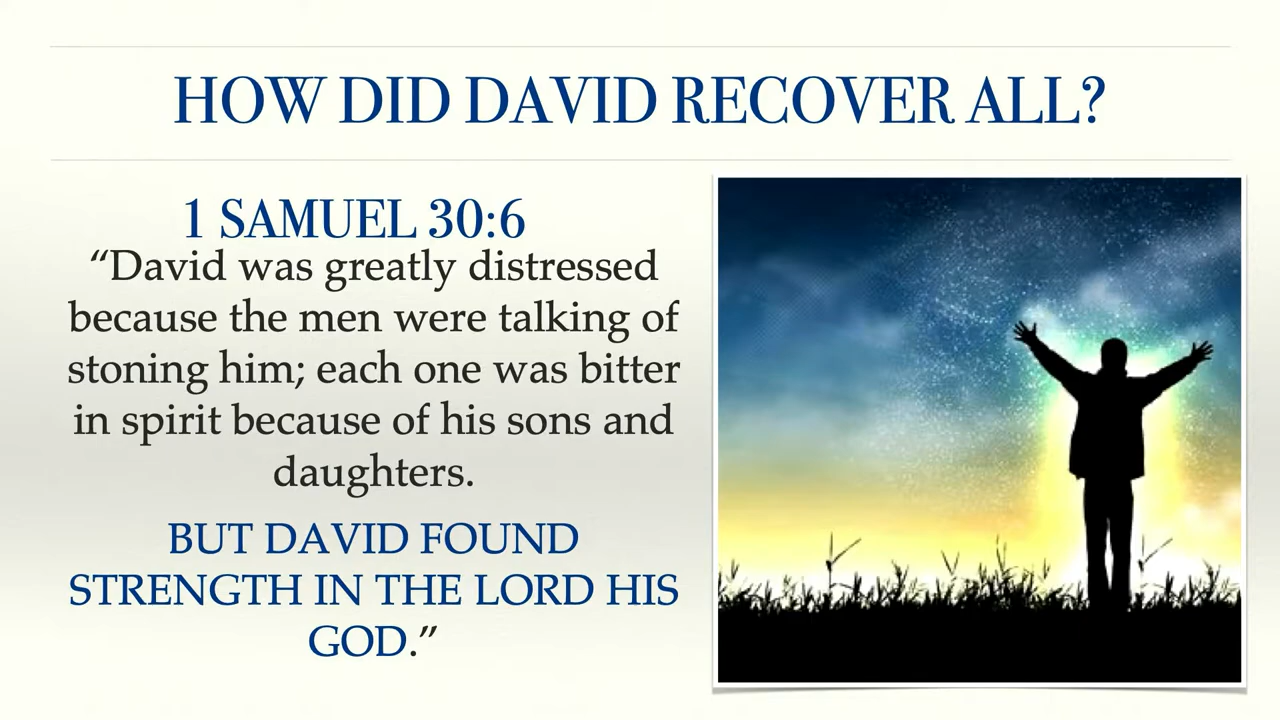 HOW DID DAVID RECOVER ALL?
1 SAMUEL 30:6
“David was greatly distressed
because the men were talking of
stoning him; each one was bitter
in spirit because of his sons and
daughters.
BUT DAVID FOUND
STRENGTH IN THE LORD HIS
GOD.”